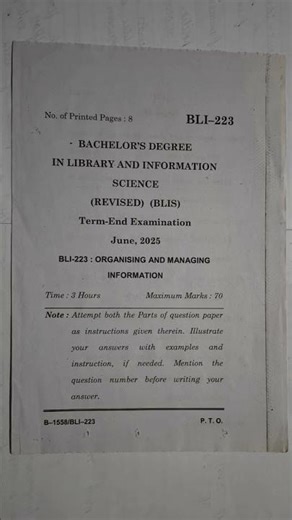 No. of Printed Pages : 8 BLI–223
BACHELOR'S DEGREE
IN LIBRARY AND INFORMATION
SCIENCE
(REVISED) (BLIS)
Term-End Examination
June, 2025
BLI-223 : ORGANISING AND MANAGING
INFORMATION
Time : 3 Hours Maximum Marks : 70
Note : Attempt both the Parts of question paper
as instructions given therein. Illustrate
your answers with examples and
instruction, if needed. Mention the
question number before writing your
answer.
B–1558/BLI–223 P. T. O.